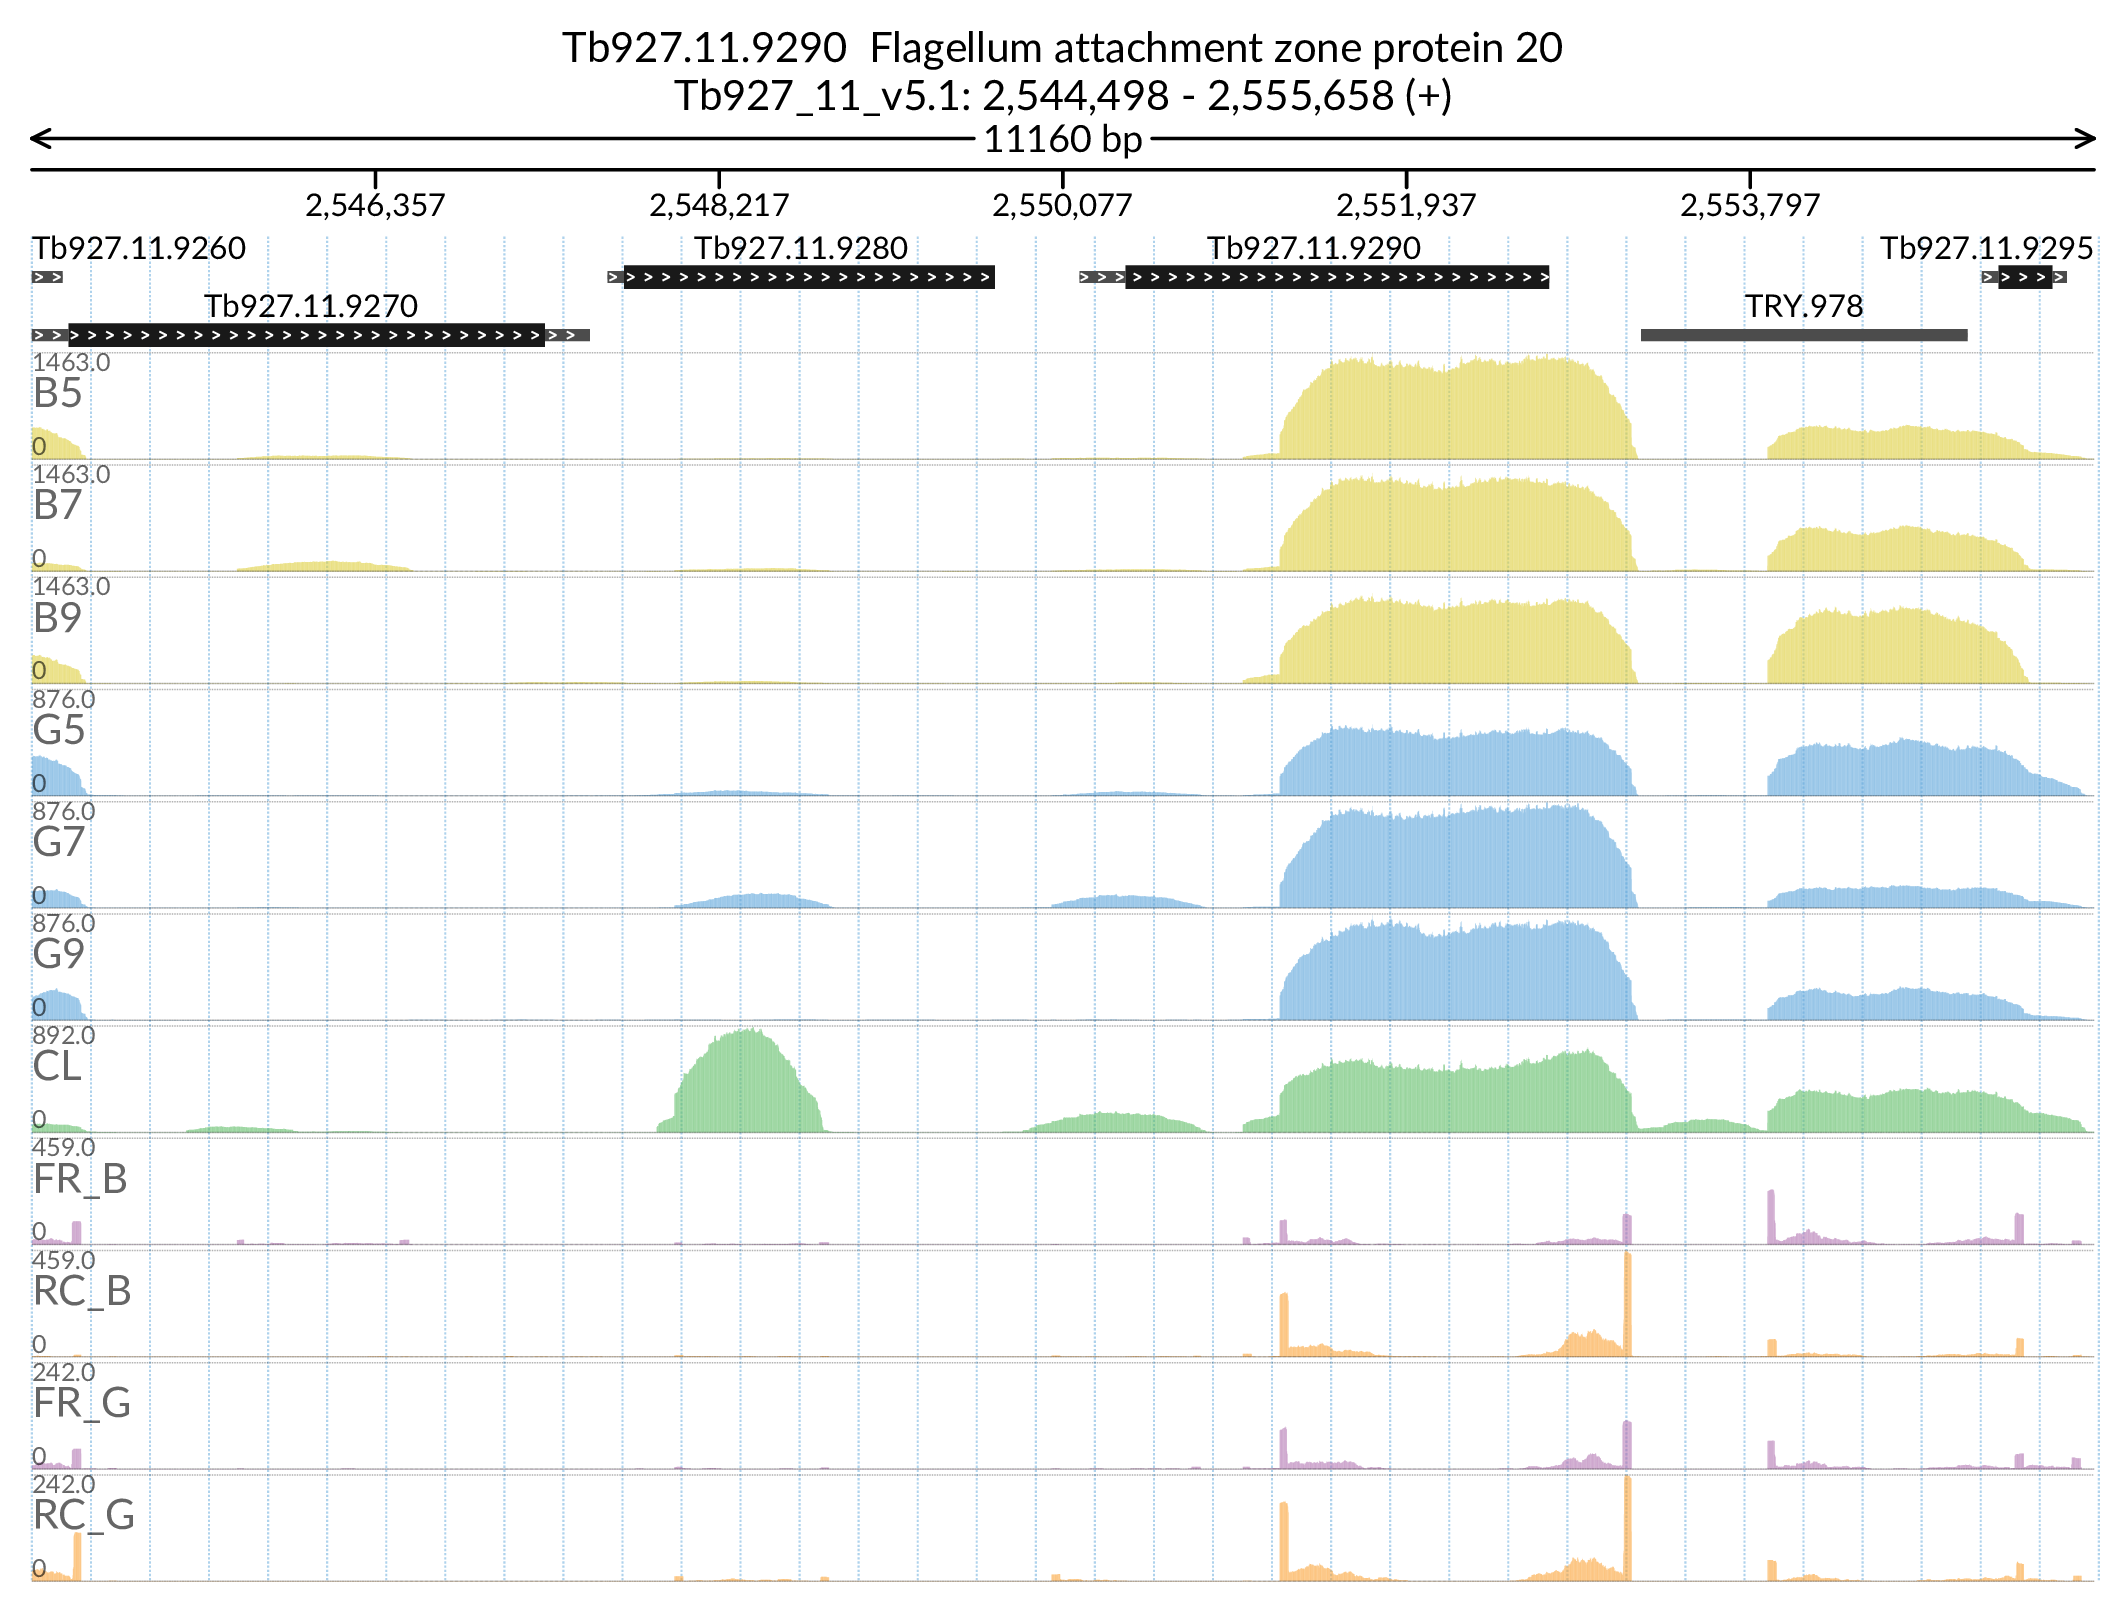 Tb927.11.9290  Flagellum attachment zone protein 20
Tb927_11_v5.1: 2,544,498 - 2,555,658 (+)
11160 bp
2,546,357 2,548,217 2,550,077 2,551,937 2,553,797
Tb927.11.9260 Tb927.11.9280 Tb927.11.9290 Tb927.11.9295
Tb927.11.9270 TRY.978
1463.0
B5
0
1463.0
B7
0
1463.0
B9
0
876.0
G5
0
876.0
G7
0
876.0
G9
0
892.0
CL
0
459.0
FR_B
0
459.0
RC_B
0
242.0
FR_G
0
242.0
RC_G
0